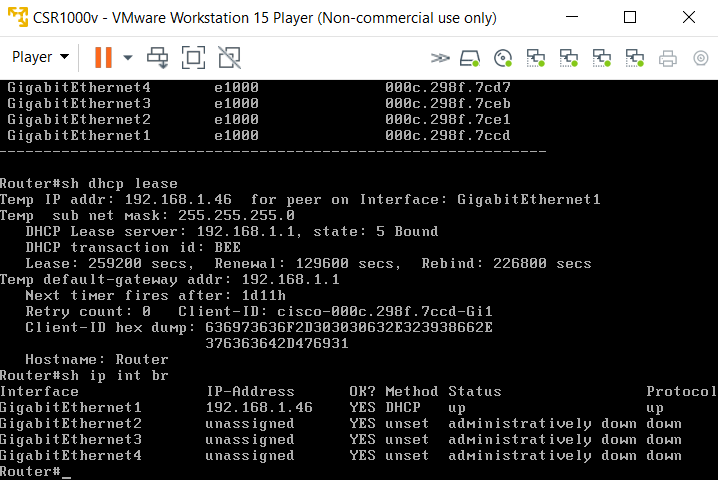 CSR1000v - VMware Workstation 15 Player (Non-commercial use only)
Player
GigabitEthernet4 e1000 000c.298f.7cd7
GigabitEthernet3 e1000 000c.298f.7ceb
GigabitEthernet2 e1000 000c.298f.7ce1
GigabitEthernet1 e1000 000c.298f.7ccd
-------------------------------------------------------------
Router#sh dhcp lease
Temp IP addr: 192.168.1.46 for peer on Interface: GigabitEthernet1
Temp sub net mask: 255.255.255.0
DHCP Lease server: 192.168.1.1, state: 5 Bound
DHCP transaction id: BEE
Lease: 259200 secs, Renewal: 129600 secs, Rebind: 226800 secs
Temp default-gateway addr: 192.168.1.1
Next timer fires after: 1d11h
Retry count: 0 Client-ID: cisco-000c.298f.7ccd-Gi1
Client-ID hex dump: 636973636F2D303030632E323938662E
376363642D476931
Hostname: Router
Router#sh ip int br
Interface IP-Address OK? Method Status Protocol
GigabitEthernet1 192.168.1.46 YES DHCP up up
GigabitEthernet2 unassigned YES unset administratively down down
GigabitEthernet3 unassigned YES unset administratively down down
GigabitEthernet4 unassigned YES unset administratively down down
Router#_